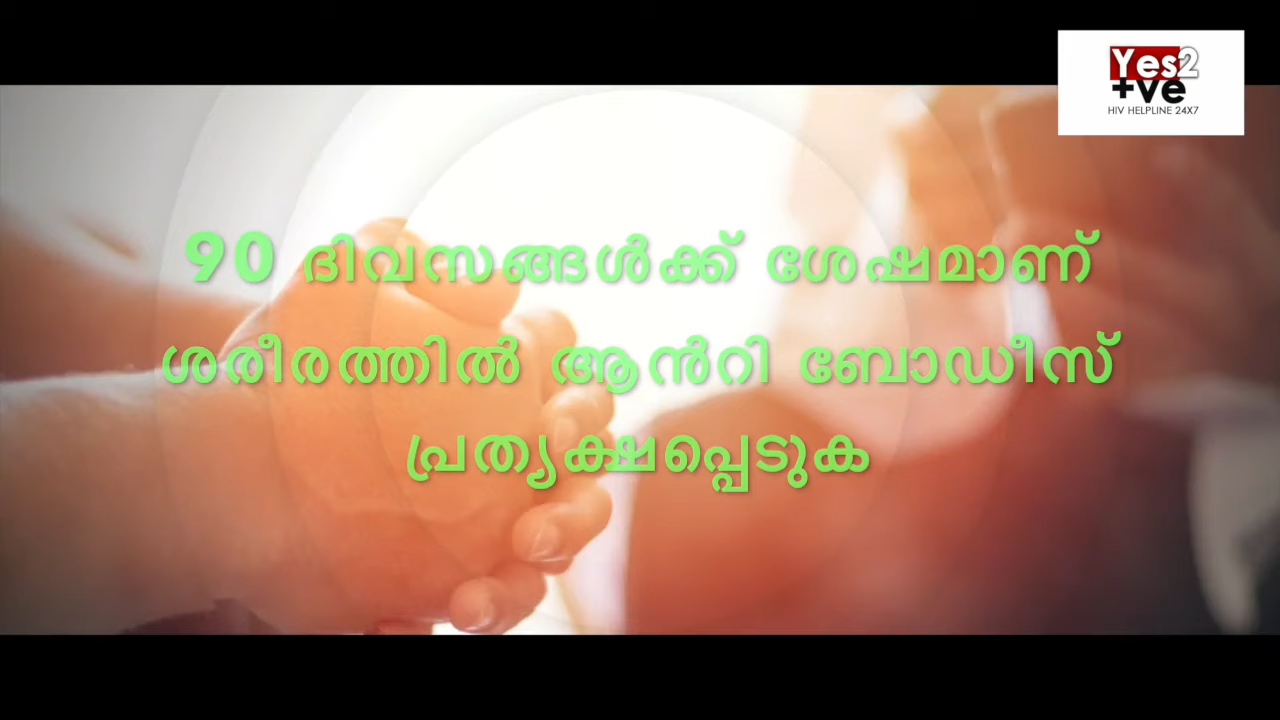 Yes2
+ve
HIV HELPLINE 24X7
90 ദിവസങ്ങൾക്ക് ശേഷമാണ്
ശരീരത്തിൽ ആൻറി ബോഡീസ്
പ്രത്യക്ഷപ്പെടുക